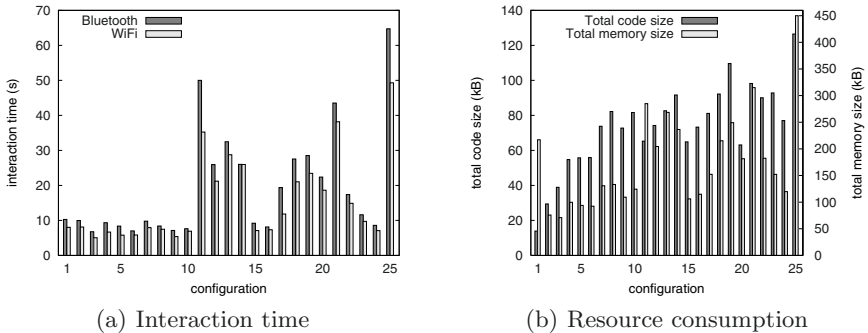 Bluetooth
WiFi
interaction time (s)
70
60
50
40
30
20
10
0
1 5 10 15 20 25
configuration
(a) Interaction time
Total code size
Total memory size
total code size (kB)
140
120
100
80
60
40
20
0
450
400
350
300
250
200
150
100
50
0
total memory size (kB)
1 5 10 15 20 25
configuration
(b) Resource consumption